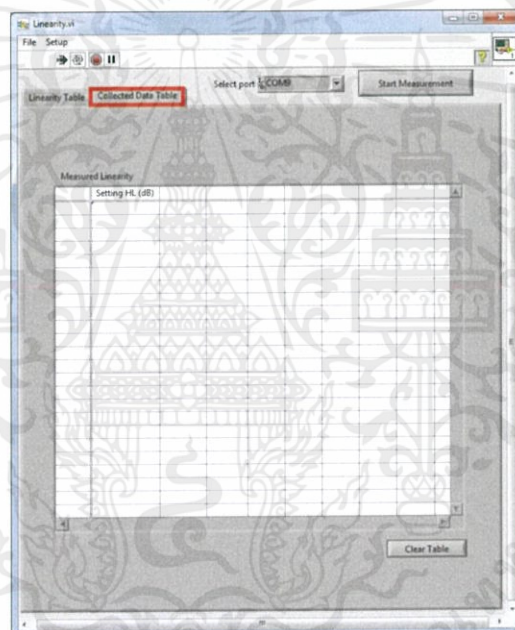 Linearity.vi
File Setup
Select port COM9
Start Measurement
Linearity Table
Collected Data Table
Measured Linearity
Setting HL (dB)
Clear Table